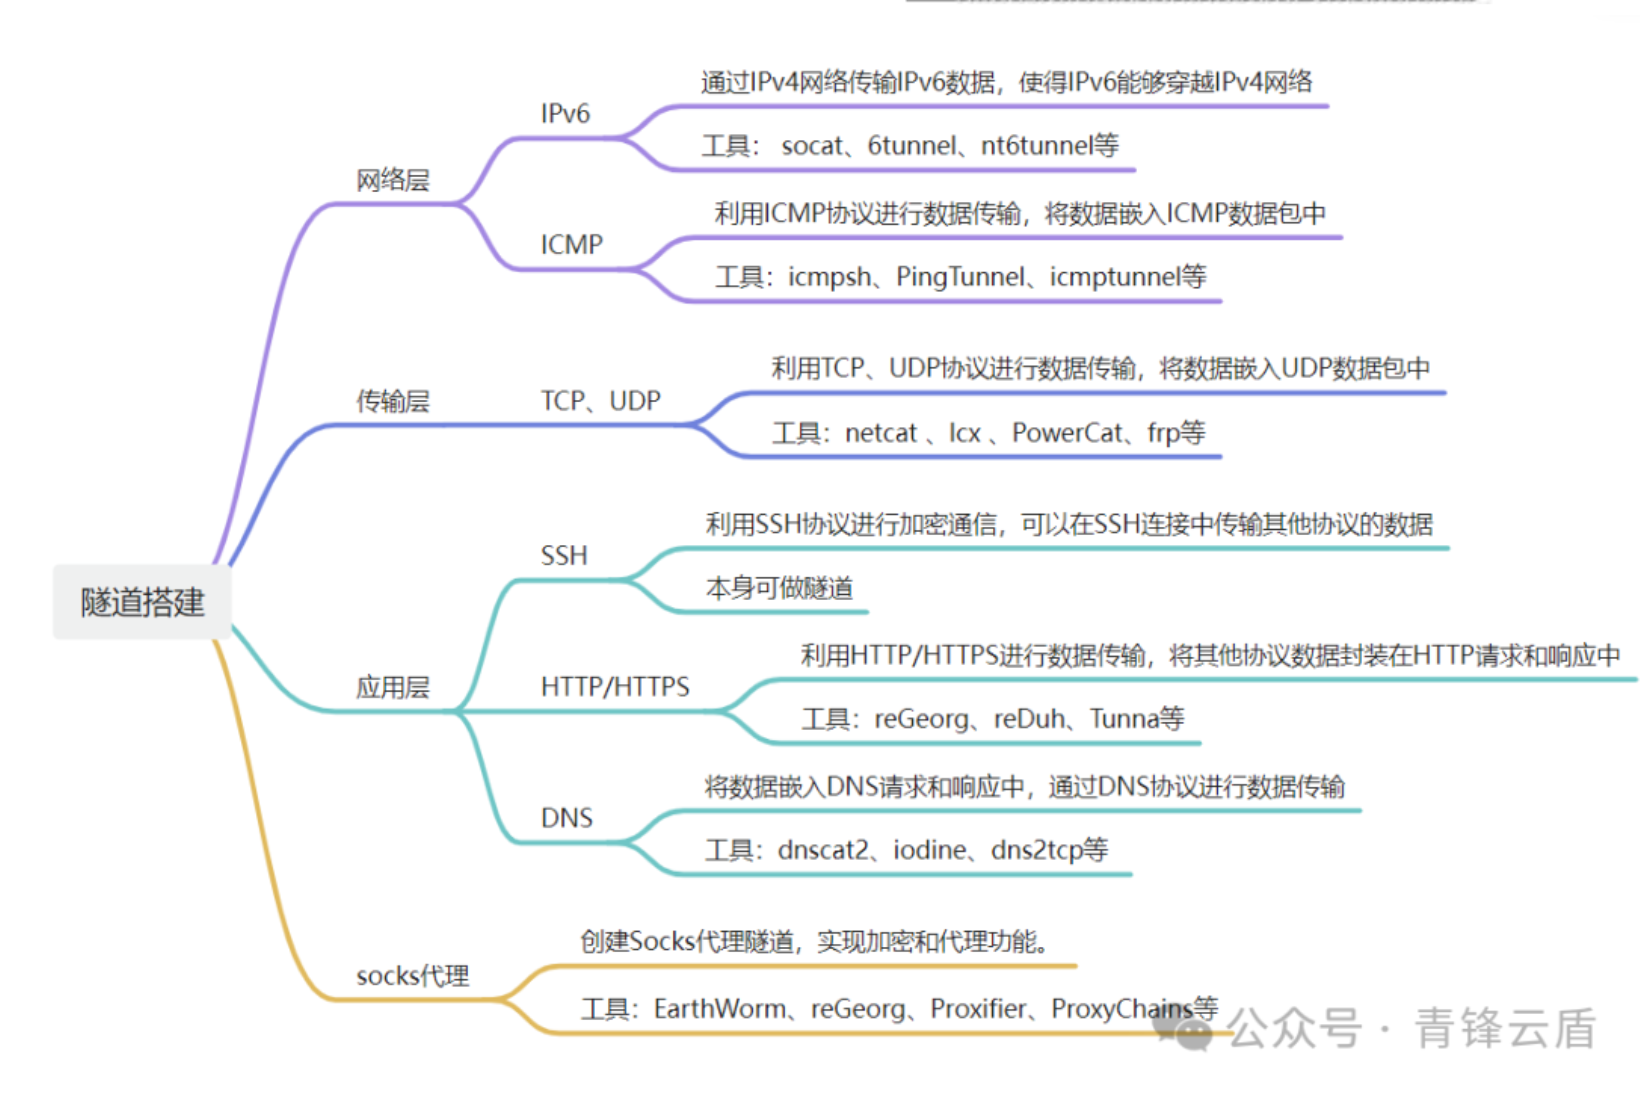 隧道搭建
网络层
IPv6
通过IPv4网络传输IPv6数据，使得IPv6能够穿越IPv4网络
工具： socat、6tunnel、nt6tunnel等
ICMP
利用ICMP协议进行数据传输，将数据嵌入ICMP数据包中
工具：icmpsh、PingTunnel、icmptunnel等
传输层
TCP、UDP
利用TCP、UDP协议进行数据传输，将数据嵌入UDP数据包中
工具：netcat 、lcx 、PowerCat、frp等
应用层
SSH
利用SSH协议进行加密通信，可以在SSH连接中传输其他协议的数据
本身可做隧道
HTTP/HTTPS
利用HTTP/HTTPS进行数据传输，将其他协议数据封装在HTTP请求和响应中
工具：reGeorg、reDuh、Tunna等
DNS
将数据嵌入DNS请求和响应中，通过DNS协议进行数据传输
工具：dnscat2、iodine、dns2tcp等
socks代理
创建Socks代理隧道，实现加密和代理功能。
工具：EarthWorm、reGeorg、Proxifier、ProxyChains等
公众号 · 青锋云盾